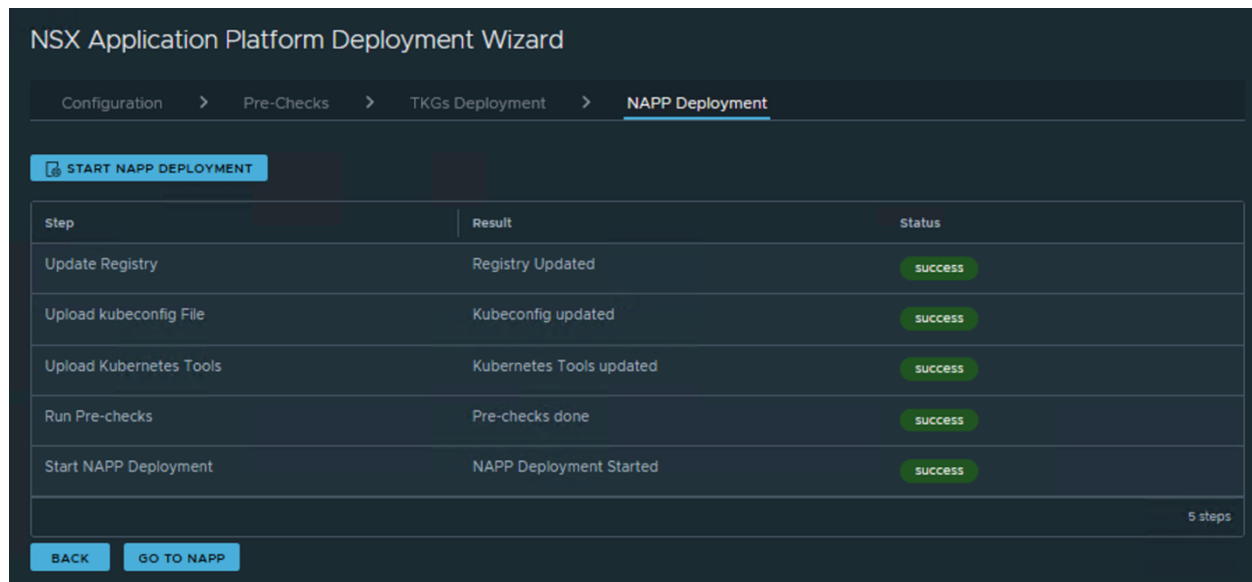 NSX Application Platform Deployment Wizard
Configuration > Pre-Checks > TKGs Deployment > NAPP Deployment
START NAPP DEPLOYMENT
Step Result Status
Update Registry Registry Updated success
Upload kubeconfig File Kubeconfig updated success
Upload Kubernetes Tools Kubernetes Tools updated success
Run Pre-checks Pre-checks done success
Start NAPP Deployment NAPP Deployment Started success
5 steps
BACK GO TO NAPP